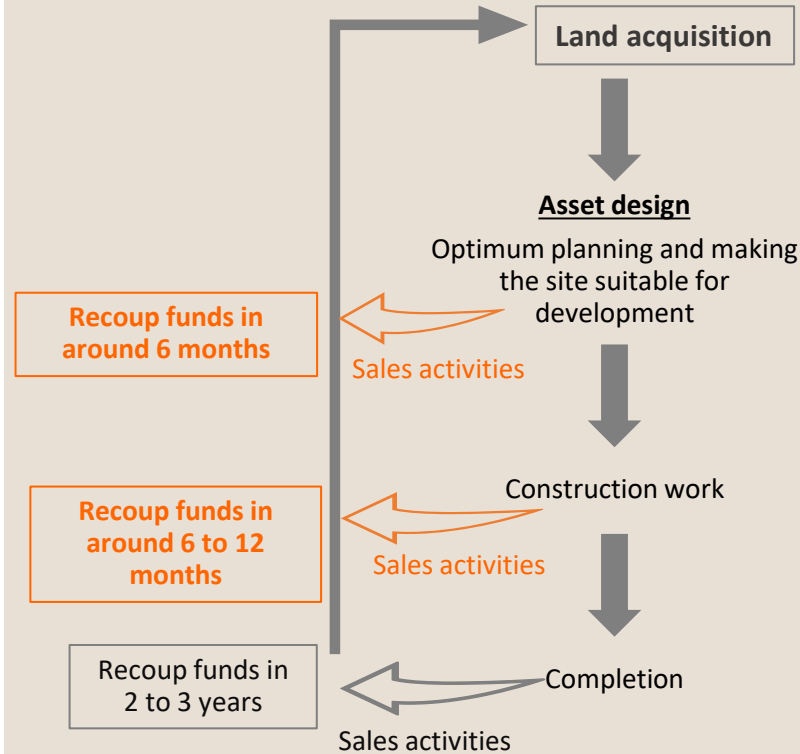 Land acquisition
Asset design
Optimum planning and making
the site suitable for
development
Recoup funds in
around 6 months
Sales activities
Construction work
Recoup funds in
around 6 to 12
months
Sales activities
Completion
Recoup funds in
2 to 3 years
Sales activities